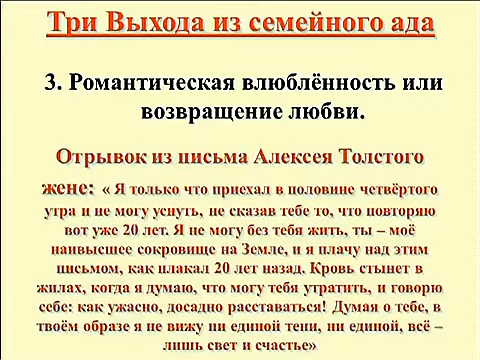 Три Выхода из семейного ада
3. Романтическая влюблённость или
возвращение любви.
Отрывок из письма Алексея Толстого
жене: « Я только что приехал в половине четвёртого
утра и не могу уснуть, не сказав тебе то, что повторяю
вот уже 20 лет. Я не могу без тебя жить, ты – моё
наивысшее сокровище на Земле, и я плачу над этим
письмом, как плакал 20 лет назад. Кровь стынет в
жилах, когда я думаю, что могу тебя утратить, и говорю
себе: как ужасно, досадно расставаться! Думая о тебе, в
твоём образе я не вижу ни единой тени, ни единой, всё –
лишь свет и счастье»